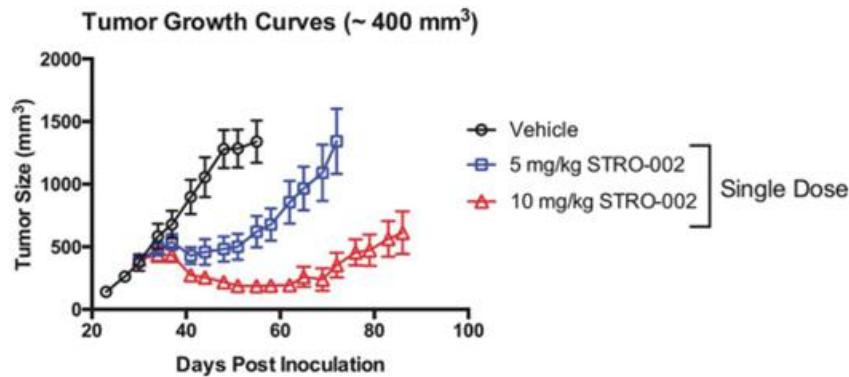 Tumor Growth Curves (~ 400 mm³)
2000
1500
1000
500
0
Tumor Size (mm³)
20
40
60
80
100
Days Post Inoculation
Vehicle
5 mg/kg STRO-002
10 mg/kg STRO-002
Single Dose